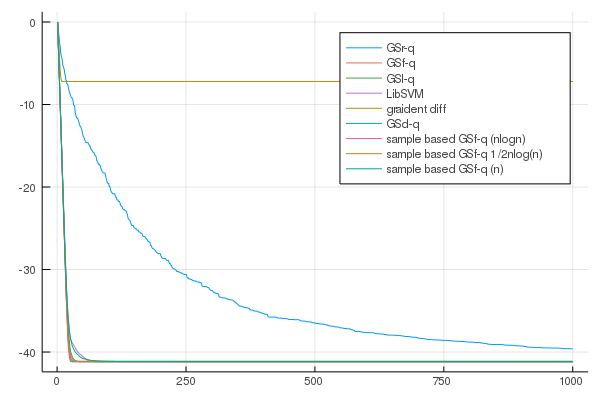 0
-10
-20
-30
-40
0
250
500
750
1000
GSr-q
GSf-q
GSl-q
LibSVM
graident diff
GSd-q
sample based GSf-q (nlogn)
sample based GSf-q 1/2nlog(n)
sample based GSf-q (n)